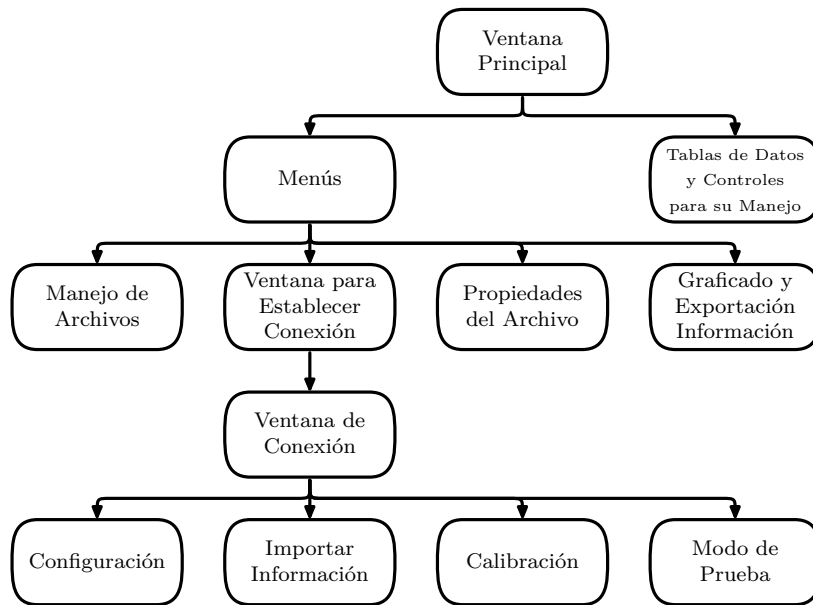 Ventana
Principal
Menús
Tablas de Datos
y Controles
para su Manejo
Manejo de
Archivos
Ventana para
Establecer
Conexión
Propiedades
del Archivo
Graficado y
Exportación
Información
Ventana de
Conexión
Configuración
Importar
Información
Calibración
Modo de
Prueba